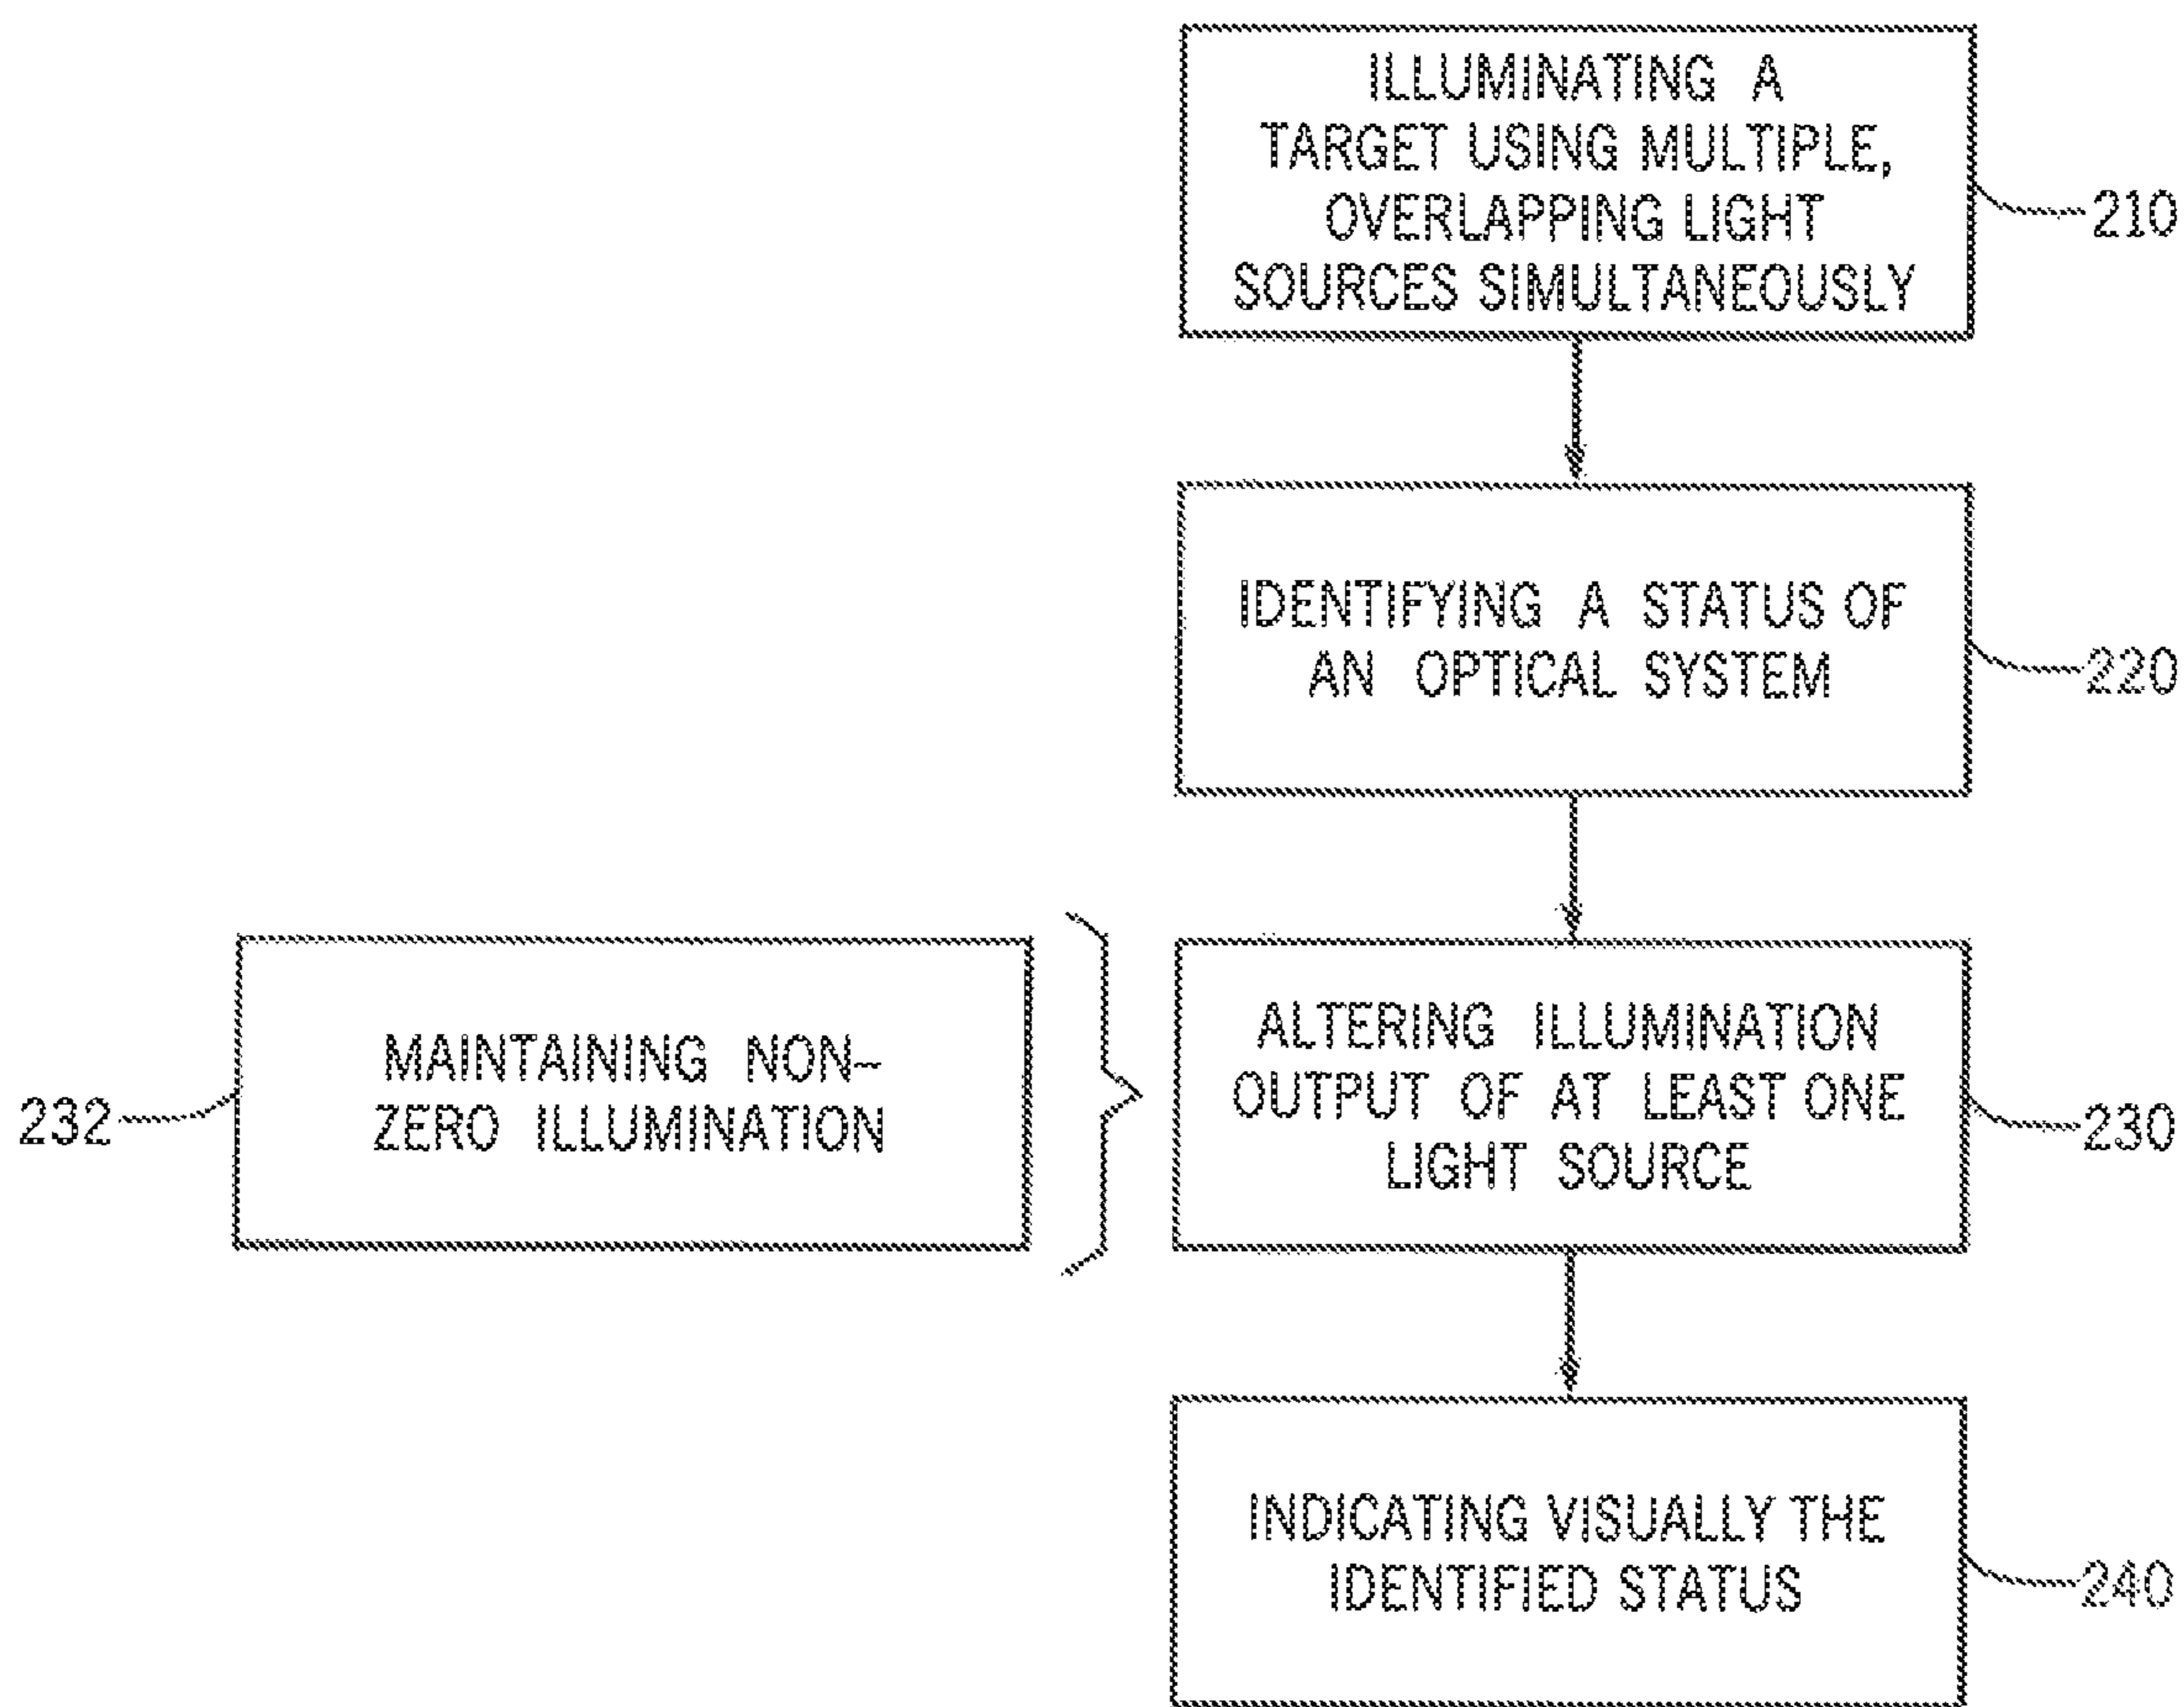 ILLUMINATING A
TARGET USING MULTIPLE,
OVERLAPPING LIGHT
SOURCES SIMULTANEOUSLY
210
IDENTIFYING A STATUS OF
AN OPTICAL SYSTEM
220
MAINTAINING NON-
ZERO ILLUMINATION
232
ALTERING ILLUMINATION
OUTPUT OF AT LEAST ONE
LIGHT SOURCE
230
INDICATING VISUALLY THE
IDENTIFIED STATUS
240